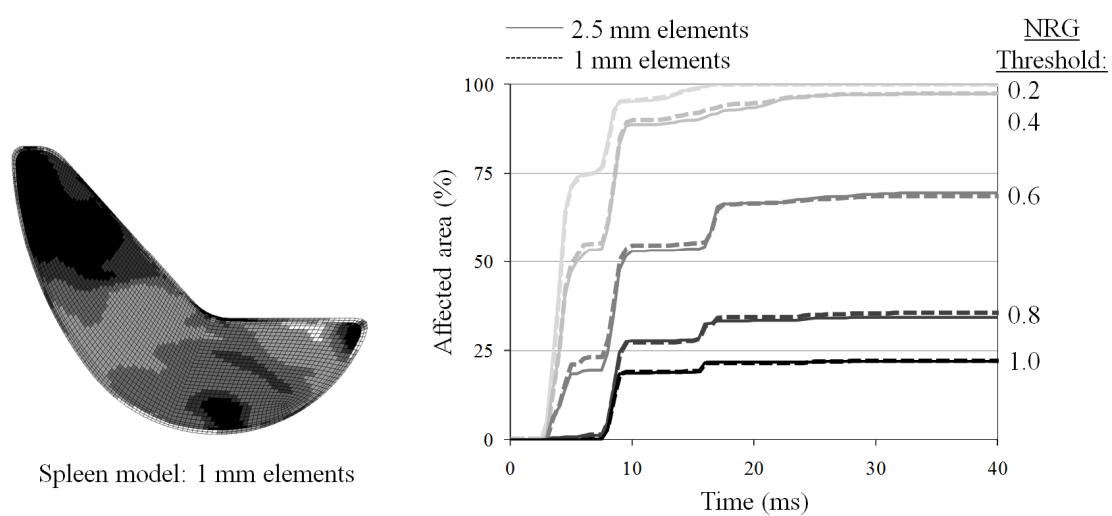 2.5 mm elements
1 mm elements
NRG
Threshold:
100
75
50
25
0
Affected area (%)
0.2
0.4
0.6
0.8
1.0
0 10 20 30 40
Time (ms)
Spleen model: 1 mm elements